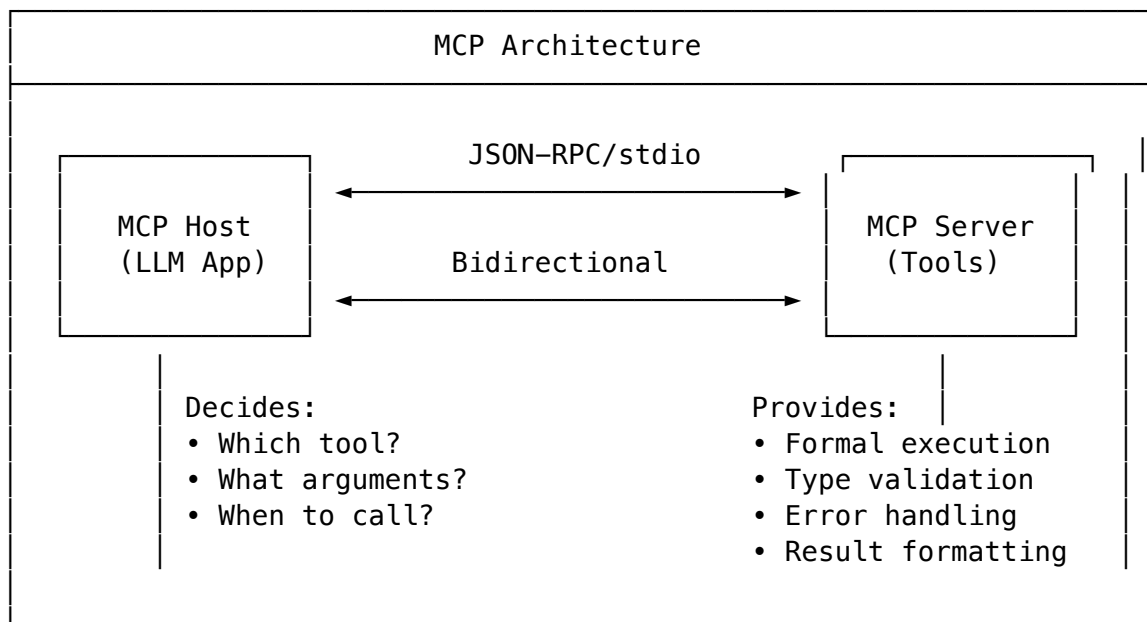 MCP Architecture
JSON-RPC/stdio
MCP Host
(LLM App)
Bidirectional
MCP Server
(Tools)
Decides:
• Which tool?
• What arguments?
• When to call?
Provides:
• Formal execution
• Type validation
• Error handling
• Result formatting